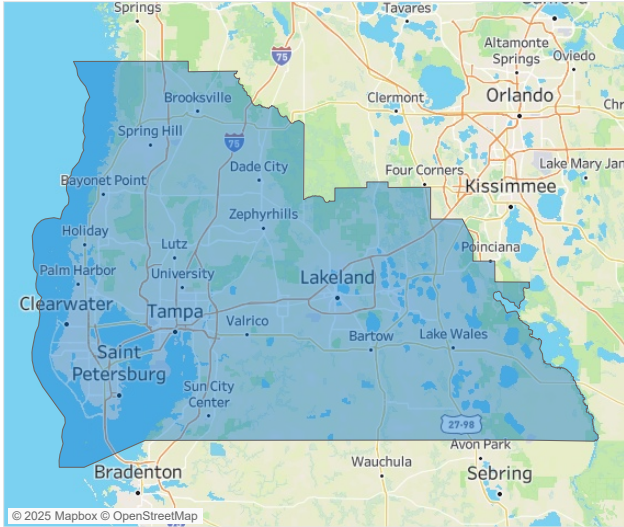 Springs
Tavares
75
Altamonte
Springs
Oviedo
Brooksville
Clermont
Orlando
Spring Hill
75
Dade City
Four Corners
Lake Mary Jan
Bayonet Point
Kissimmee
Zephyrhills
Holiday
Lutz
Poinciana
Palm Harbor
University
Lakeland
Clearwater
Tampa
Valrico
Bartow
Lake Wales
Saint
Petersburg
Sun City
Center
27-98
Avon Park
Wauchula
Bradenton
Sebring
© 2025 Mapbox © OpenStreetMap